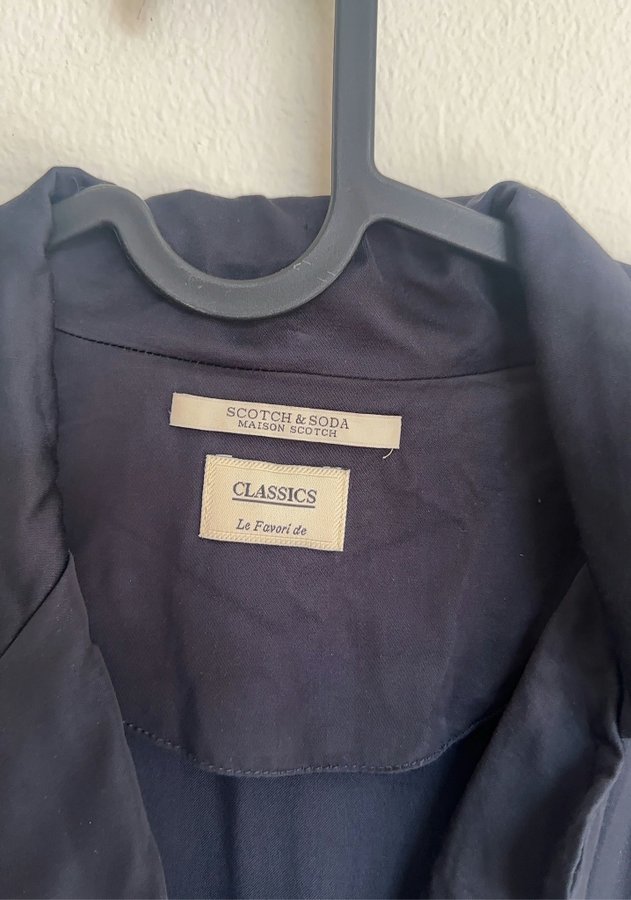 SCOTCH & SODA
MAISON SCOTCH
CLASSICS
Le Favori de